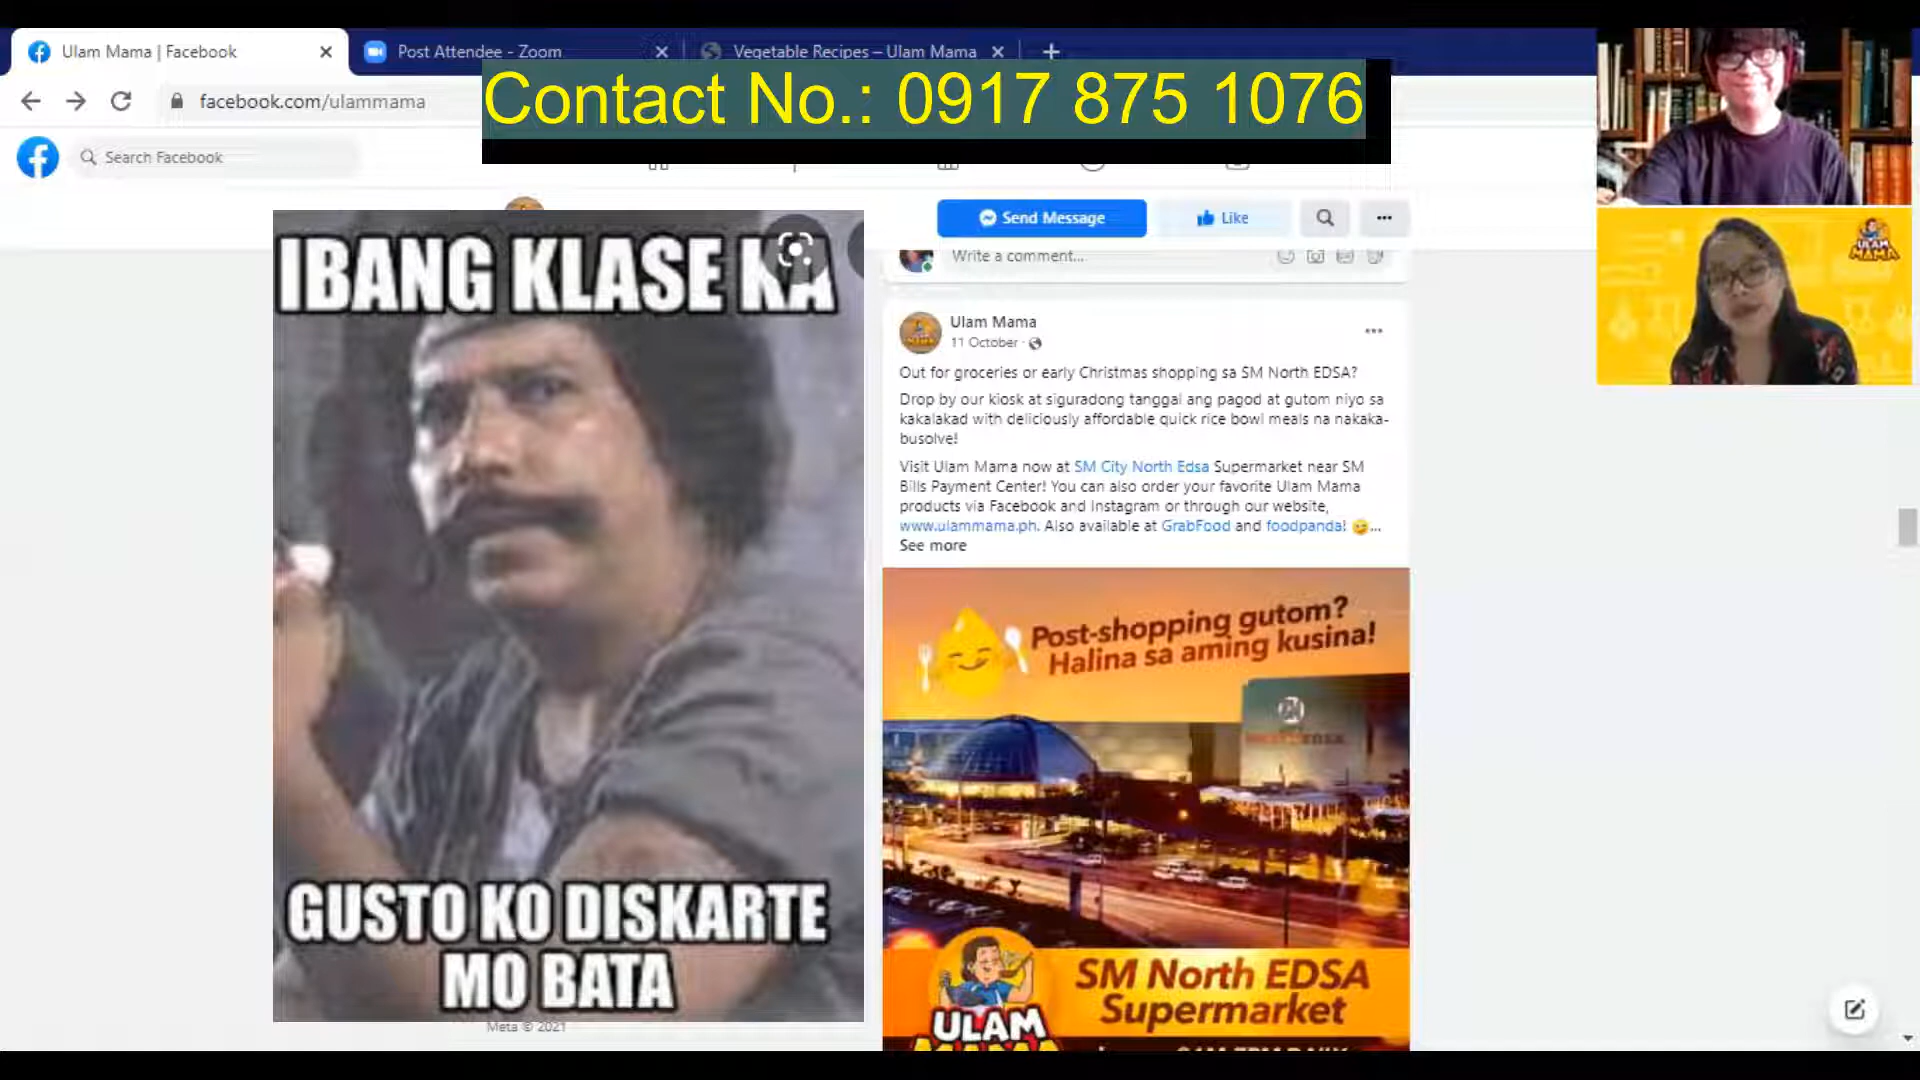 Ulam Mama | Facebook
Post Attendee - Zoom
Vegetable Recipes – Ulam Mama
facebook.com/ulammama
Contact No.: 0917 875 1076
Search Facebook
Send Message
Like
IBANG KLASE KA
GUSTO KO DISKARTE
MO BATA
Meta © 2021
Write a comment...
Ulam Mama
11 October ·
Out for groceries or early Christmas shopping sa SM North EDSA?
Drop by our kiosk at siguradong tanggal ang pagod at gutom niyo sa
kakalakad with deliciously affordable quick rice bowl meals na nakaka-
busolve!
Visit Ulam Mama now at SM City North Edsa Supermarket near SM
Bills Payment Center! You can also order your favorite Ulam Mama
products via Facebook and Instagram or through our website,
www.ulammama.ph. Also available at GrabFood and foodpanda! 😉...
See more
Post-shopping gutom?
Halina sa aming kusina!
SM North EDSA
Supermarket
ULAM
MAMA
ULAM
MAMA